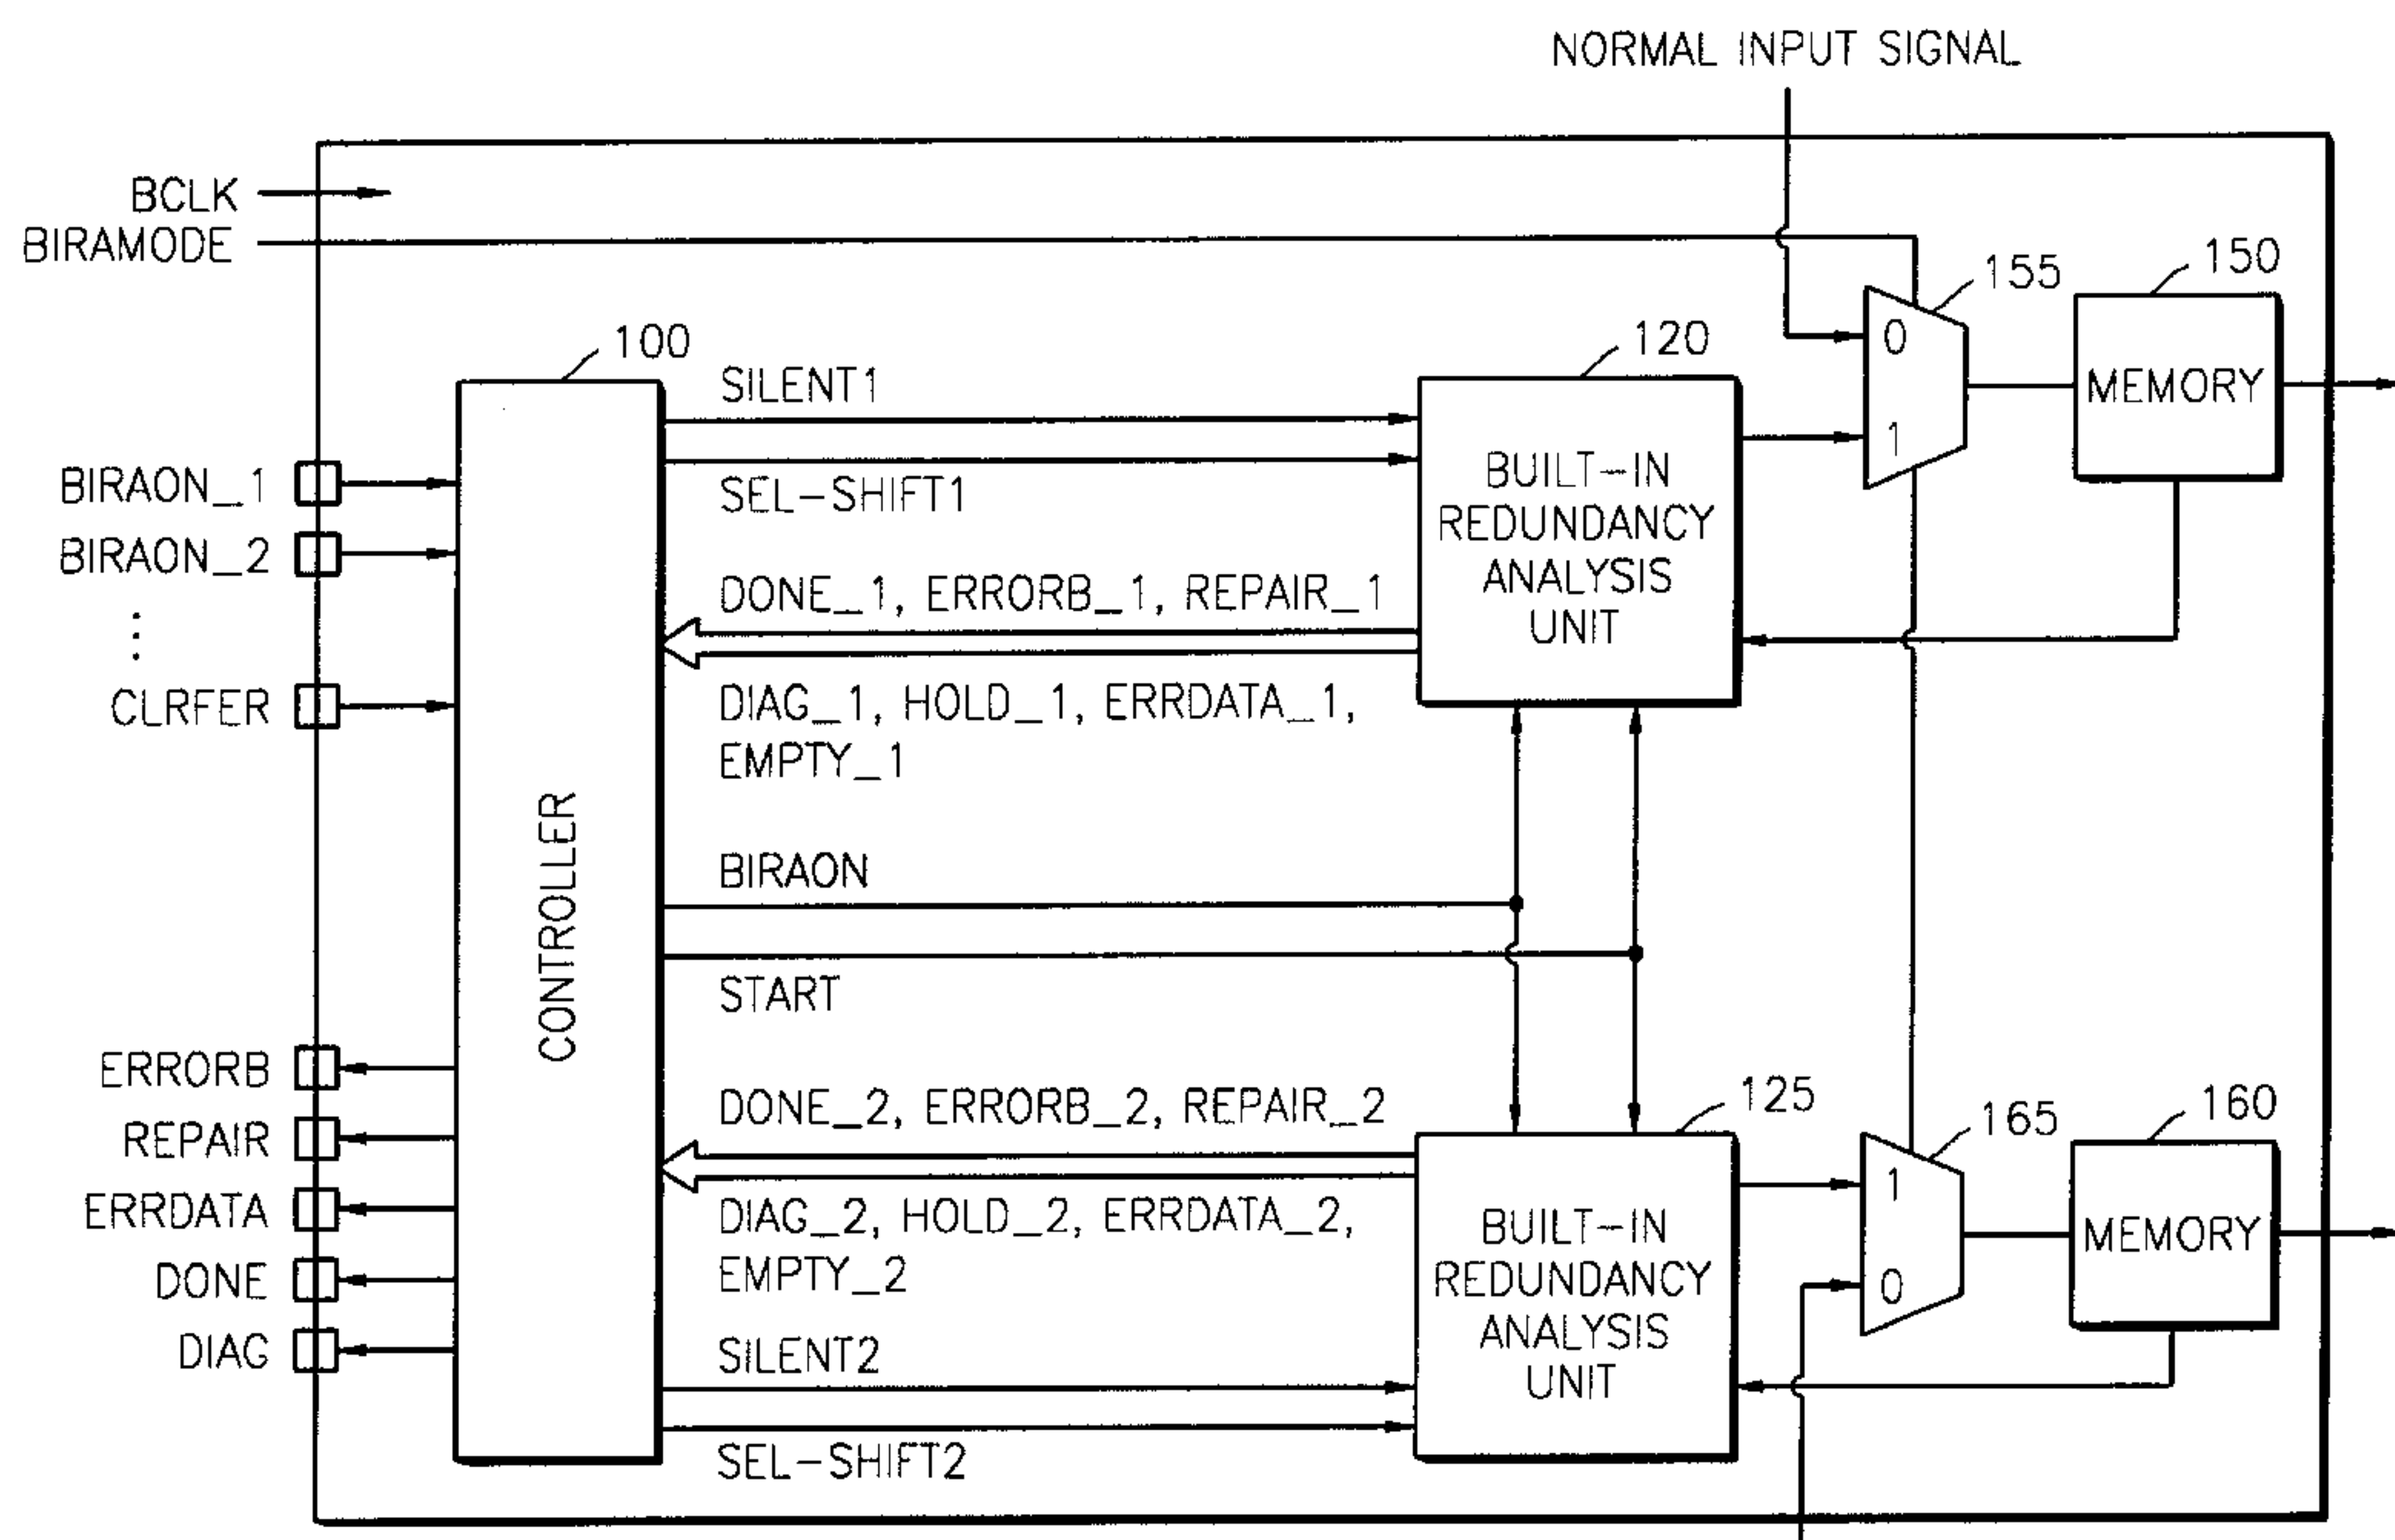 NORMAL INPUT SIGNAL
BCLK
BIRAMODE
155
150
0
MEMORY
1
100
120
SILENT1
SEL-SHIFT1
BUILT-IN
REDUNDANCY
ANALYSIS
UNIT
BIRAON_1
BIRAON_2
⋮
CLRFER
DONE_1, ERRORB_1, REPAIR_1
DIAG_1, HOLD_1, ERRDATA_1,
EMPTY_1
CONTROLLER
BIRAON
START
ERRORB
REPAIR
ERRDATA
DONE
DIAG
DONE_2, ERRORB_2, REPAIR_2
DIAG_2, HOLD_2, ERRDATA_2,
EMPTY_2
SILENT2
SEL-SHIFT2
125
BUILT-IN
REDUNDANCY
ANALYSIS
UNIT
165
160
1
MEMORY
0